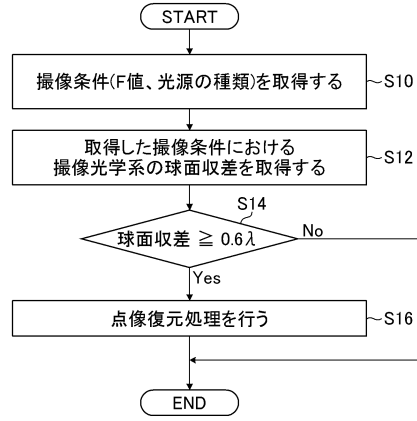 START
撮像条件(F値、光源の種類)を取得する
S10
取得した撮像条件における
撮像光学系の球面収差を取得する
S12
S14
球面収差 ≧ 0.6λ
No
Yes
点像復元処理を行う
S16
END